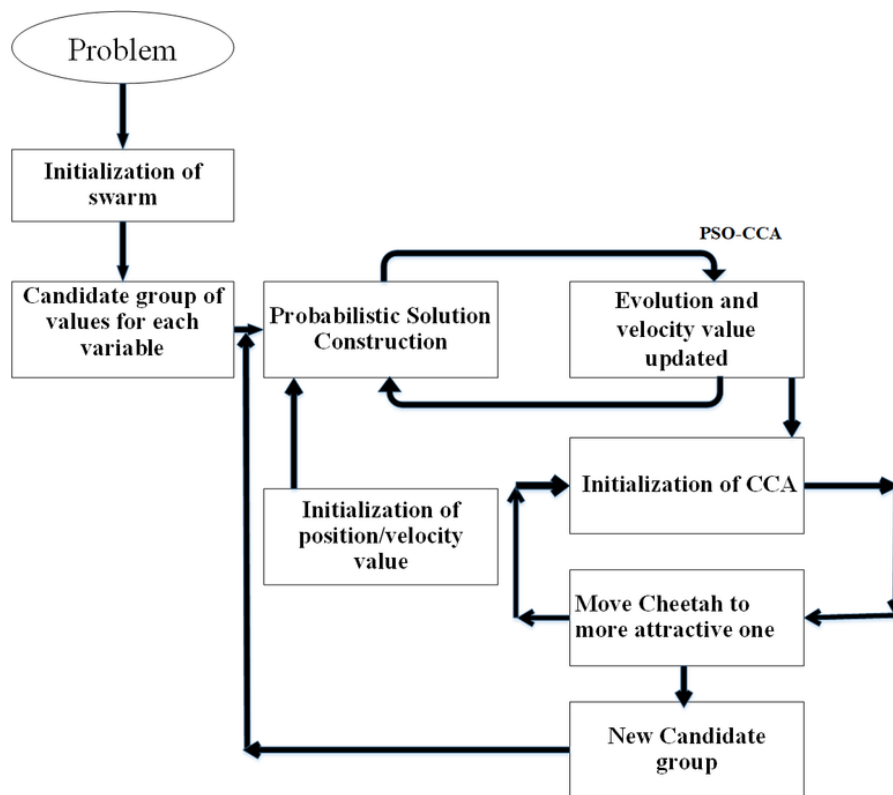 Problem
Initialization of
swarm
Candidate group of
values for each
variable
PSO-CCA
Probabilistic Solution
Construction
Evolution and
velocity value
updated
Initialization of
position/velocity
value
Initialization of CCA
Move Cheetah to
more attractive one
New Candidate
group